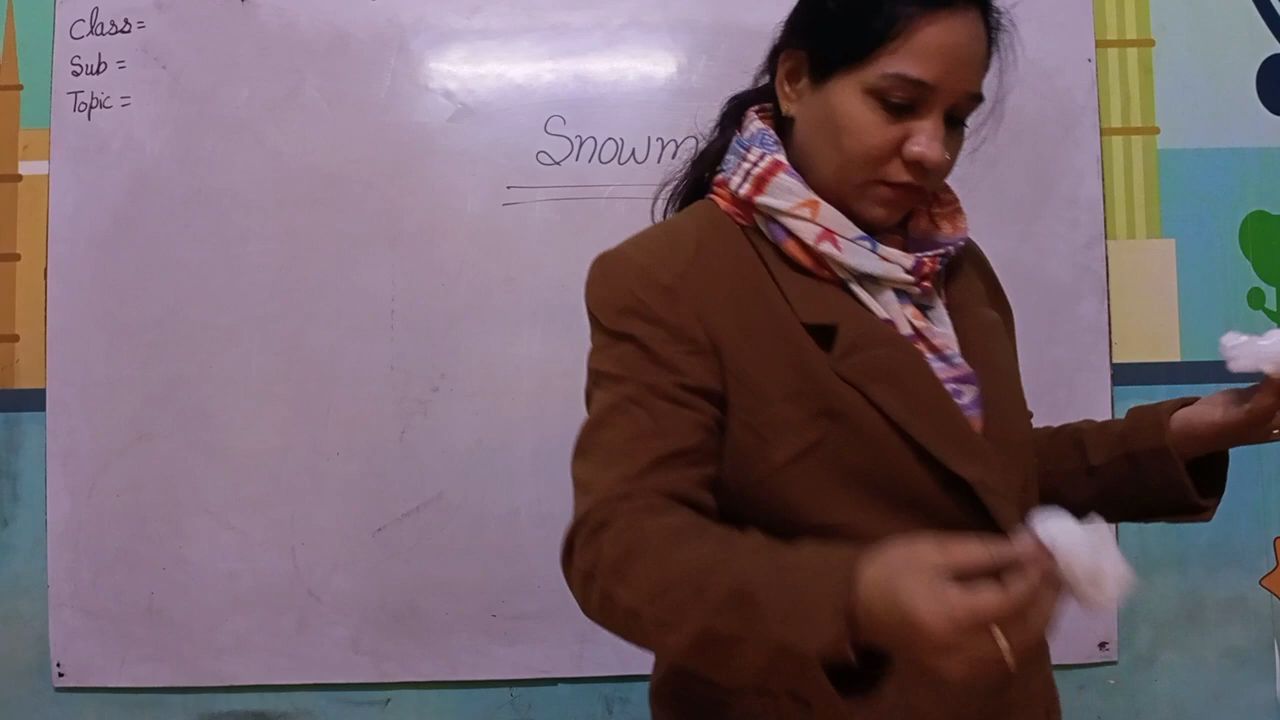 Class=
Sub =
Topic =
Snowm